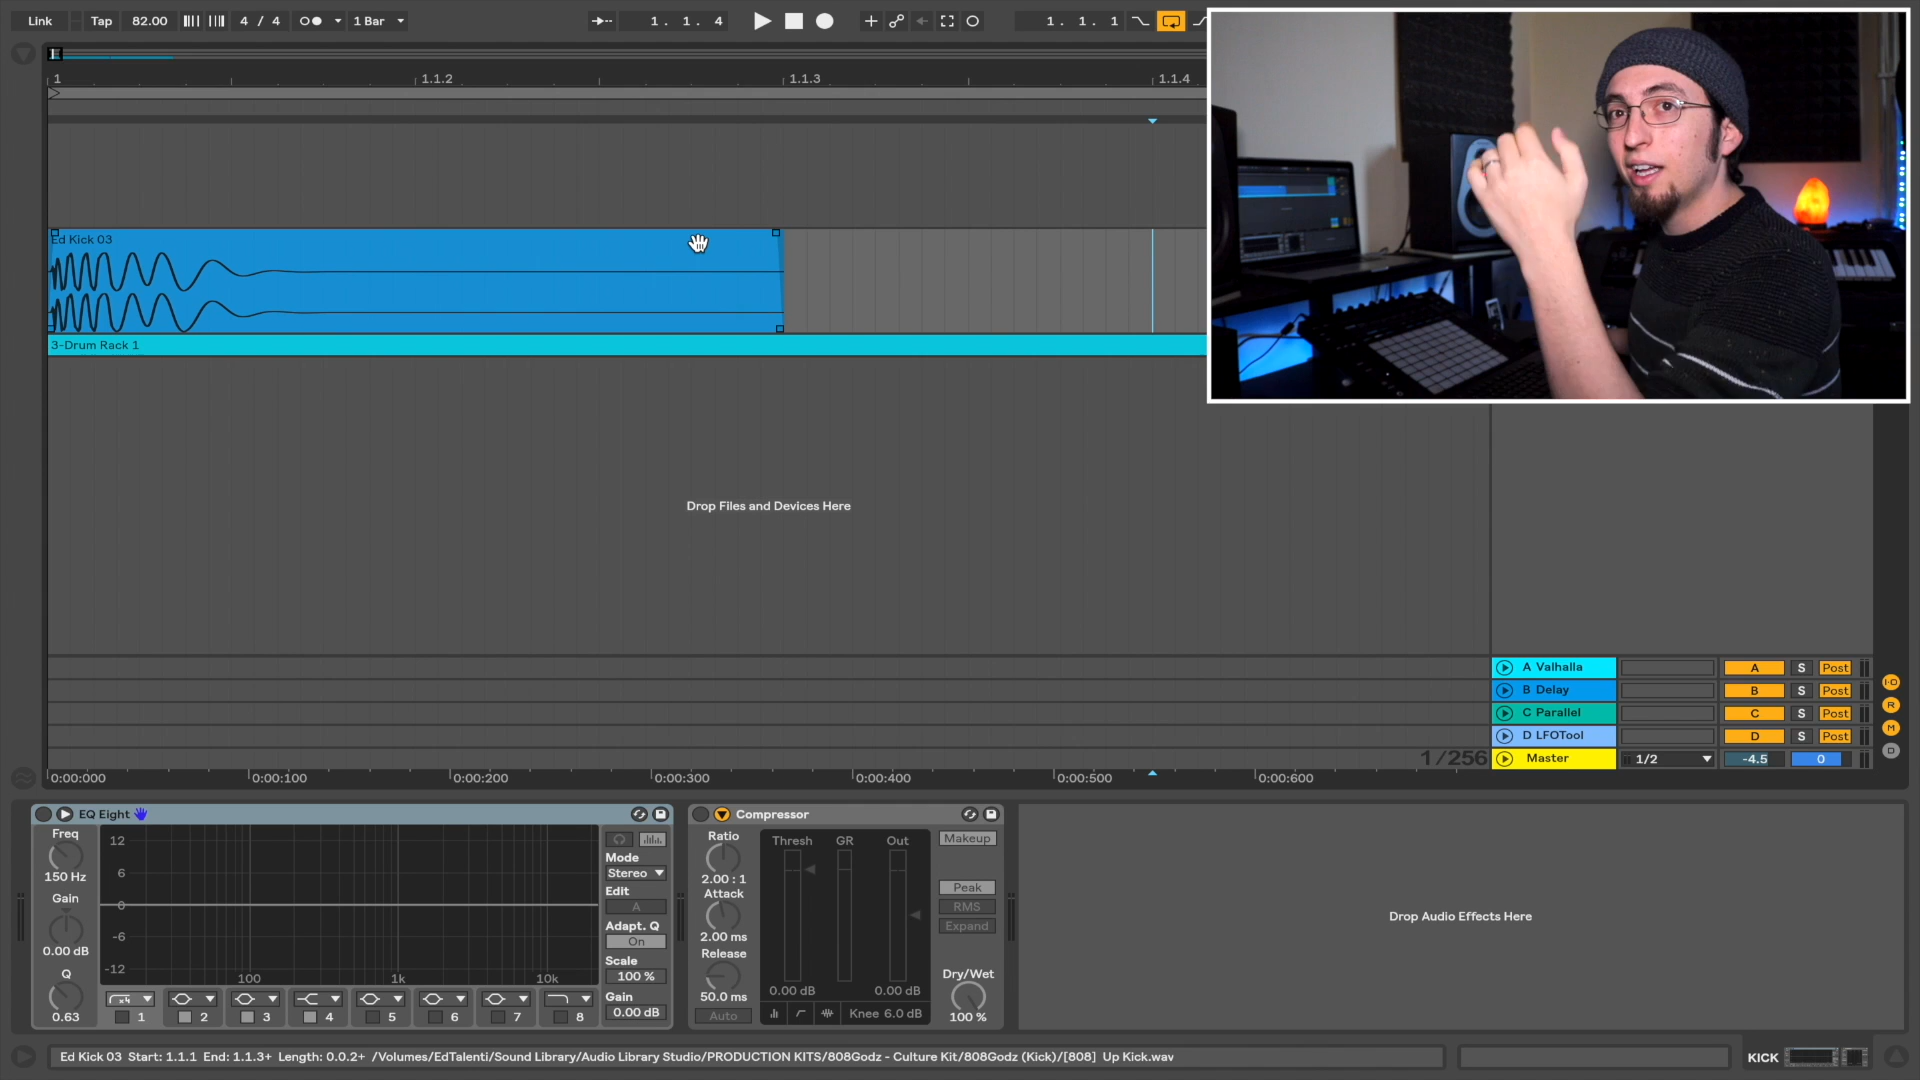 Link Tap 82.00 4 / 4 1 Bar 1. 1. 4 1. 1. 1
1 1.1.2 1.1.3 1.1.4
Ed Kick 03
3-Drum Rack 1
Drop Files and Devices Here
A Valhalla A S Post
B Delay B S Post
C Parallel C S Post
D LFOTool D S Post
1/256 Master 1/2 -4.5 0
I·O
R
M
D
0:00:000 0:00:100 0:00:200 0:00:300 0:00:400 0:00:500 0:00:600
EQ Eight
Freq
150 Hz
Gain
0.00 dB
Q
0.63
12
6
0
-6
-12
100 1k 10k
x4
1 2 3 4 5 6 7 8
Mode
Stereo
Edit
A
Adapt. Q
On
Scale
100 %
Gain
0.00 dB
Compressor
Ratio
2.00 : 1
Attack
2.00 ms
Release
50.0 ms
Auto
Thresh GR Out
0.00 dB 0.00 dB
Knee 6.0 dB
Makeup
Peak
RMS
Expand
Dry/Wet
100 %
Drop Audio Effects Here
Ed Kick 03 Start: 1.1.1 End: 1.1.3+ Length: 0.0.2+ /Volumes/EdTalenti/Sound Library/Audio Library Studio/PRODUCTION KITS/808Godz - Culture Kit/808Godz (Kick)/[808] Up Kick.wav
KICK